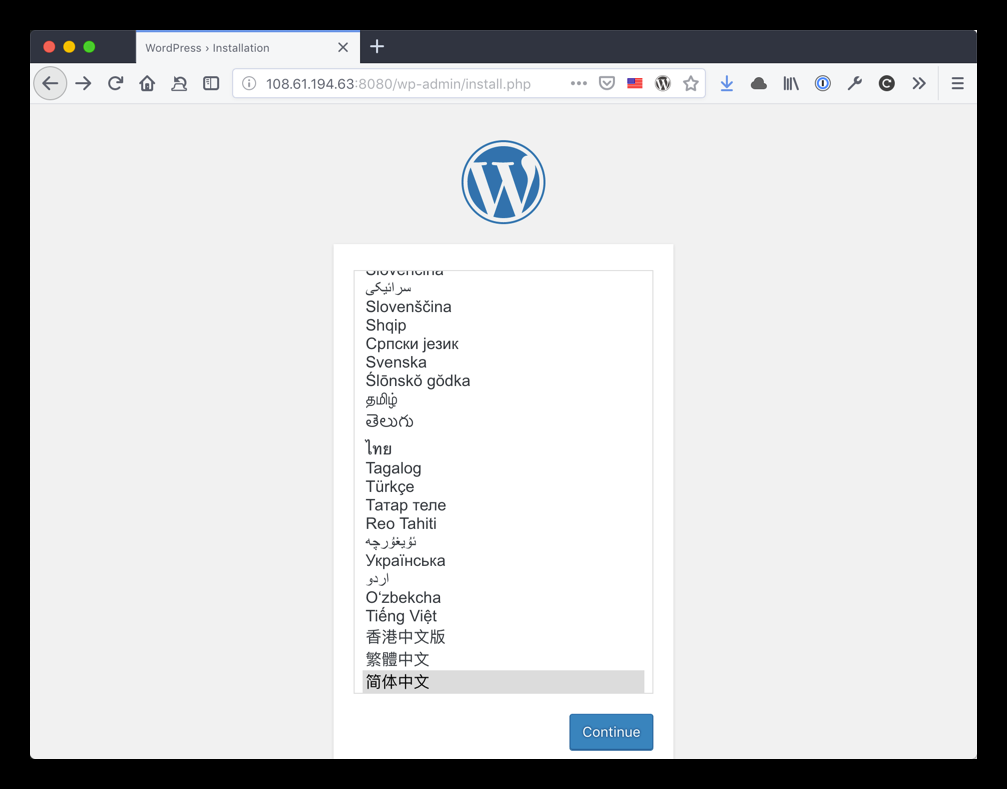 WordPress › Installation
108.61.194.63:8080/wp-admin/install.php
Slovenčina
سرائیکی
Slovenščina
Shqip
Српски језик
Svenska
Ślōnskŏ gŏdka
தமிழ்
తెలుగు
ไทย
Tagalog
Türkçe
Татар теле
Reo Tahiti
ئۇيغۇرچە
Українська
اردو
O‘zbekcha
Tiếng Việt
香港中文版
繁體中文
简体中文
Continue